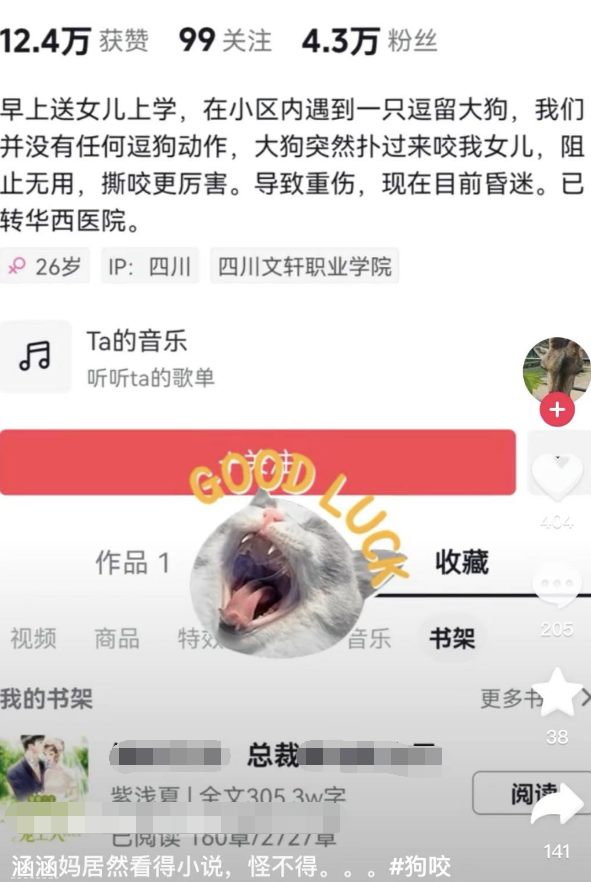 12.4万 获赞 99 关注 4.3万 粉丝
早上送女儿上学，在小区内遇到一只逗留大狗，我们
并没有任何逗狗动作，大狗突然扑过来咬我女儿，阻
止无用，撕咬更厉害。导致重伤，现在目前昏迷。已
转华西医院。
26岁 IP：四川 四川文轩职业学院
Ta的音乐
听听ta的歌单
+关注
GOOD LUCK
404
作品 1 收藏
205
视频 商品 特效 音乐 书架
我的书架 更多书
38
总裁
紫浅夏 | 全文305.3w字
阅读
已阅读 160章/2727章
141
涵涵妈居然看得小说，怪不得。。。#狗咬